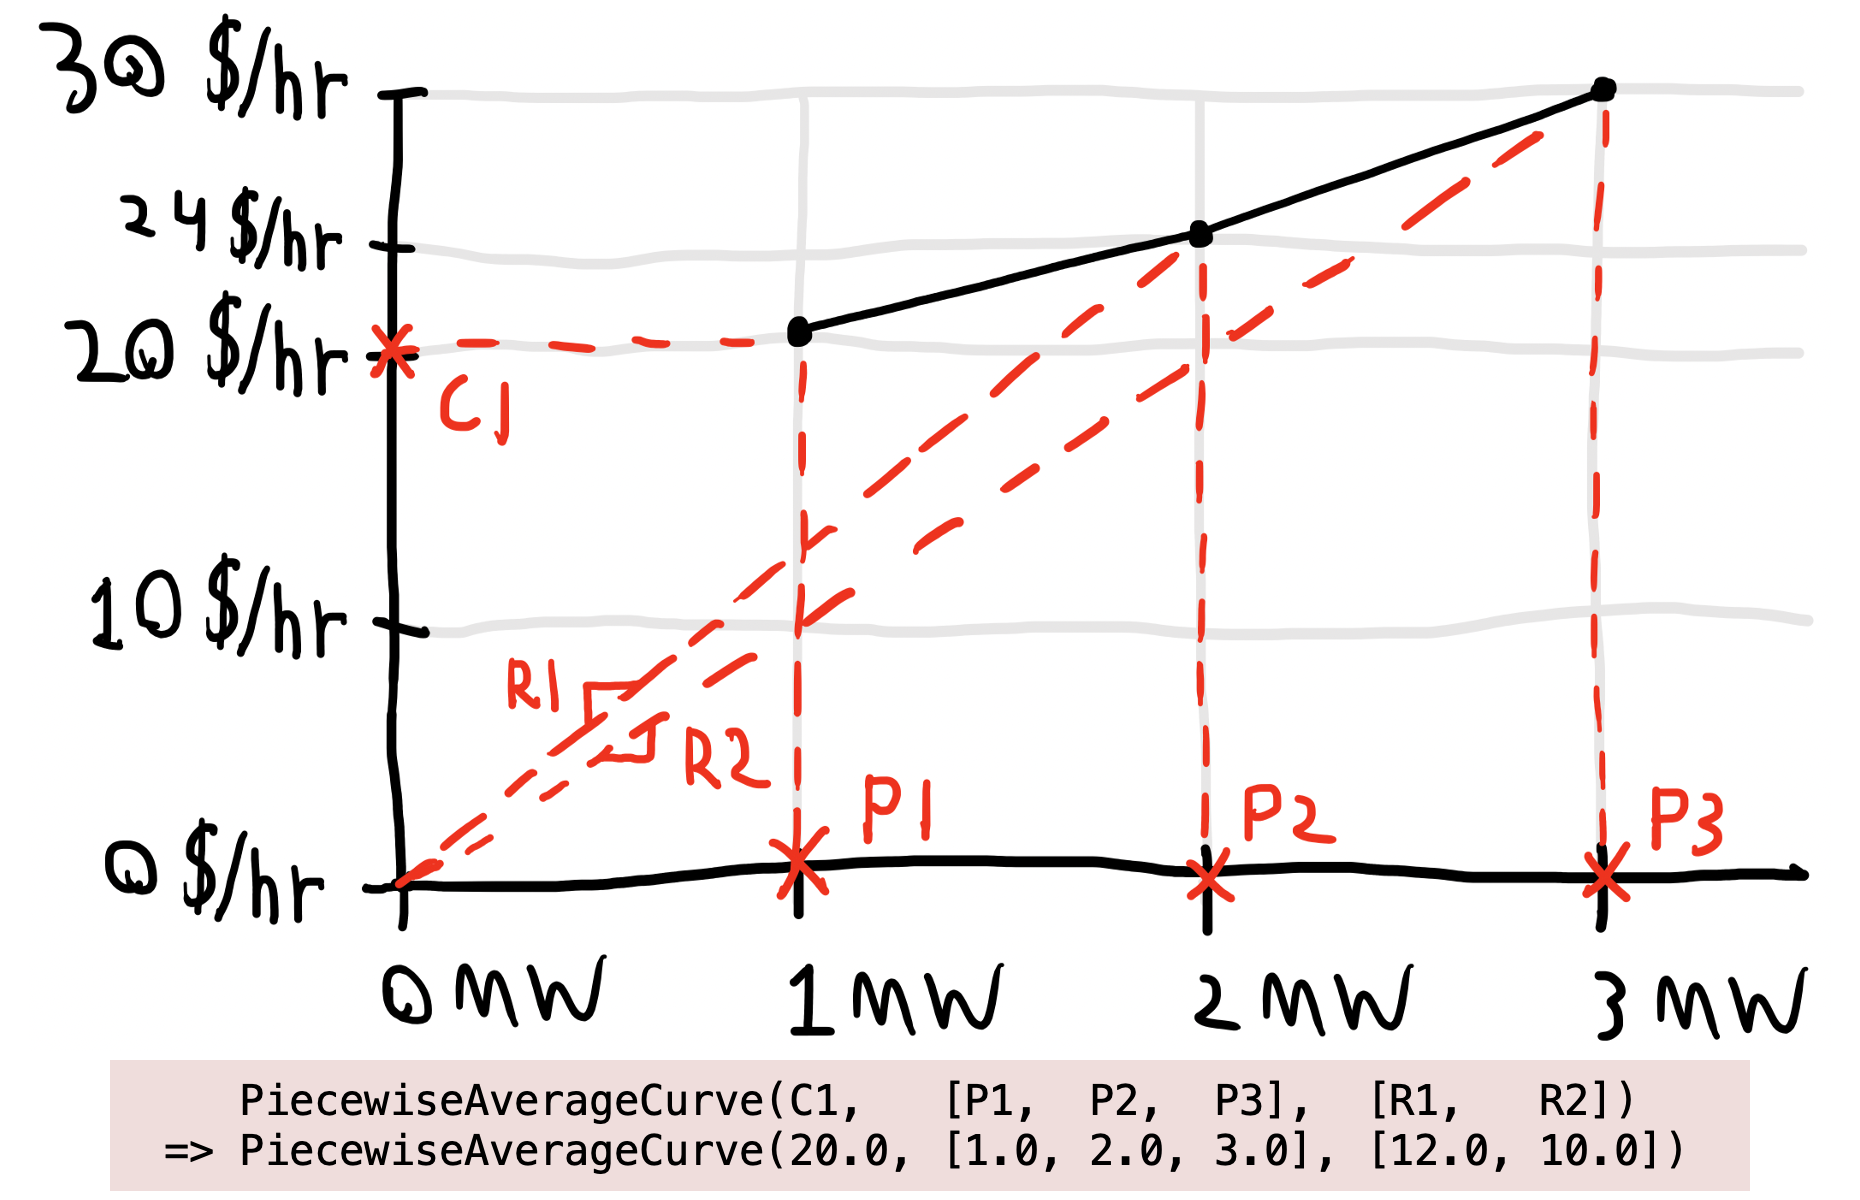 30 $/hr
24 $/hr
20 $/hr
C1
10 $/hr
R1
R2
P1
P2
P3
0 $/hr
0 MW
1 MW
2 MW
3 MW
PiecewiseAverageCurve(C1, [P1, P2, P3], [R1, R2])
=> PiecewiseAverageCurve(20.0, [1.0, 2.0, 3.0], [12.0, 10.0])